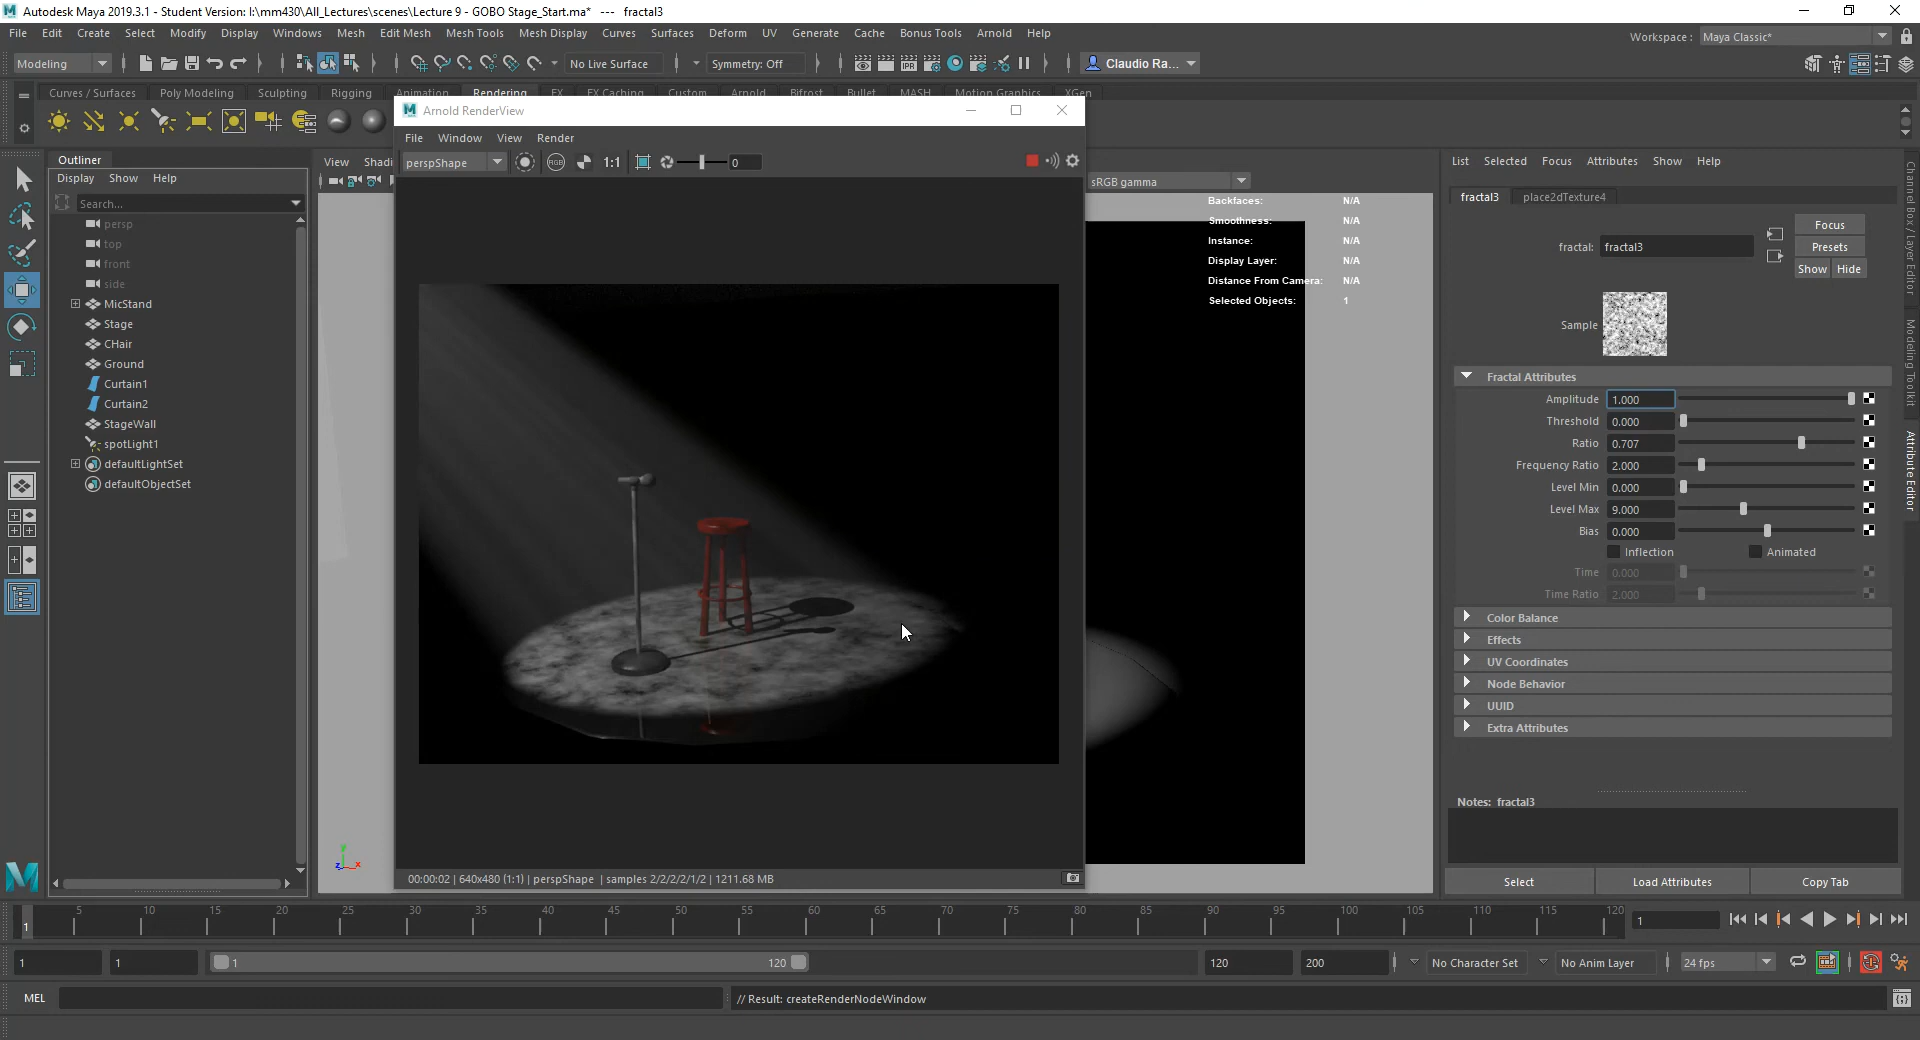 Autodesk Maya 2019.3.1 - Student Version: I:\mm430\All_Lectures\scenes\Lecture 9 - GOBO Stage_Start.ma* --- fractal3
File Edit Create Select Modify Display Windows Mesh Edit Mesh Mesh Tools Mesh Display Curves Surfaces Deform UV Generate Cache Bonus Tools Arnold Help
Workspace : Maya Classic*
Modeling No Live Surface Symmetry: Off Claudio Ra...
Curves / Surfaces Poly Modeling Sculpting Rigging Animation Rendering FX FX Caching Custom Arnold Bifrost Bullet MASH Motion Graphics XGen
Arnold RenderView
File Window View Render
perspShape RGB 1:1 0
Outliner
Display Show Help
Search...
persp
top
front
side
MicStand
Stage
CHair
Ground
Curtain1
Curtain2
StageWall
spotLight1
defaultLightSet
defaultObjectSet
View Shadi
sRGB gamma
Backfaces: N/A
Smoothness: N/A
Instance: N/A
Display Layer: N/A
Distance From Camera: N/A
Selected Objects: 1
y
z x
00:00:02 | 640x480 (1:1) | perspShape | samples 2/2/2/2/1/2 | 1211.68 MB
List Selected Focus Attributes Show Help
fractal3 place2dTexture4
Focus
fractal: fractal3 Presets
Show Hide
Sample
Fractal Attributes
Amplitude 1.000
Threshold 0.000
Ratio 0.707
Frequency Ratio 2.000
Level Min 0.000
Level Max 9.000
Bias 0.000
Inflection Animated
Time 0.000
Time Ratio 2.000
Color Balance
Effects
UV Coordinates
Node Behavior
UUID
Extra Attributes
Notes: fractal3
Select Load Attributes Copy Tab
Channel Box / Layer Editor
Modeling Toolkit
Attribute Editor
1 5 10 15 20 25 30 35 40 45 50 55 60 65 70 75 80 85 90 95 100 105 110 115 120 1
1 1 1 120 120 200 No Character Set No Anim Layer 24 fps
MEL // Result: createRenderNodeWindow